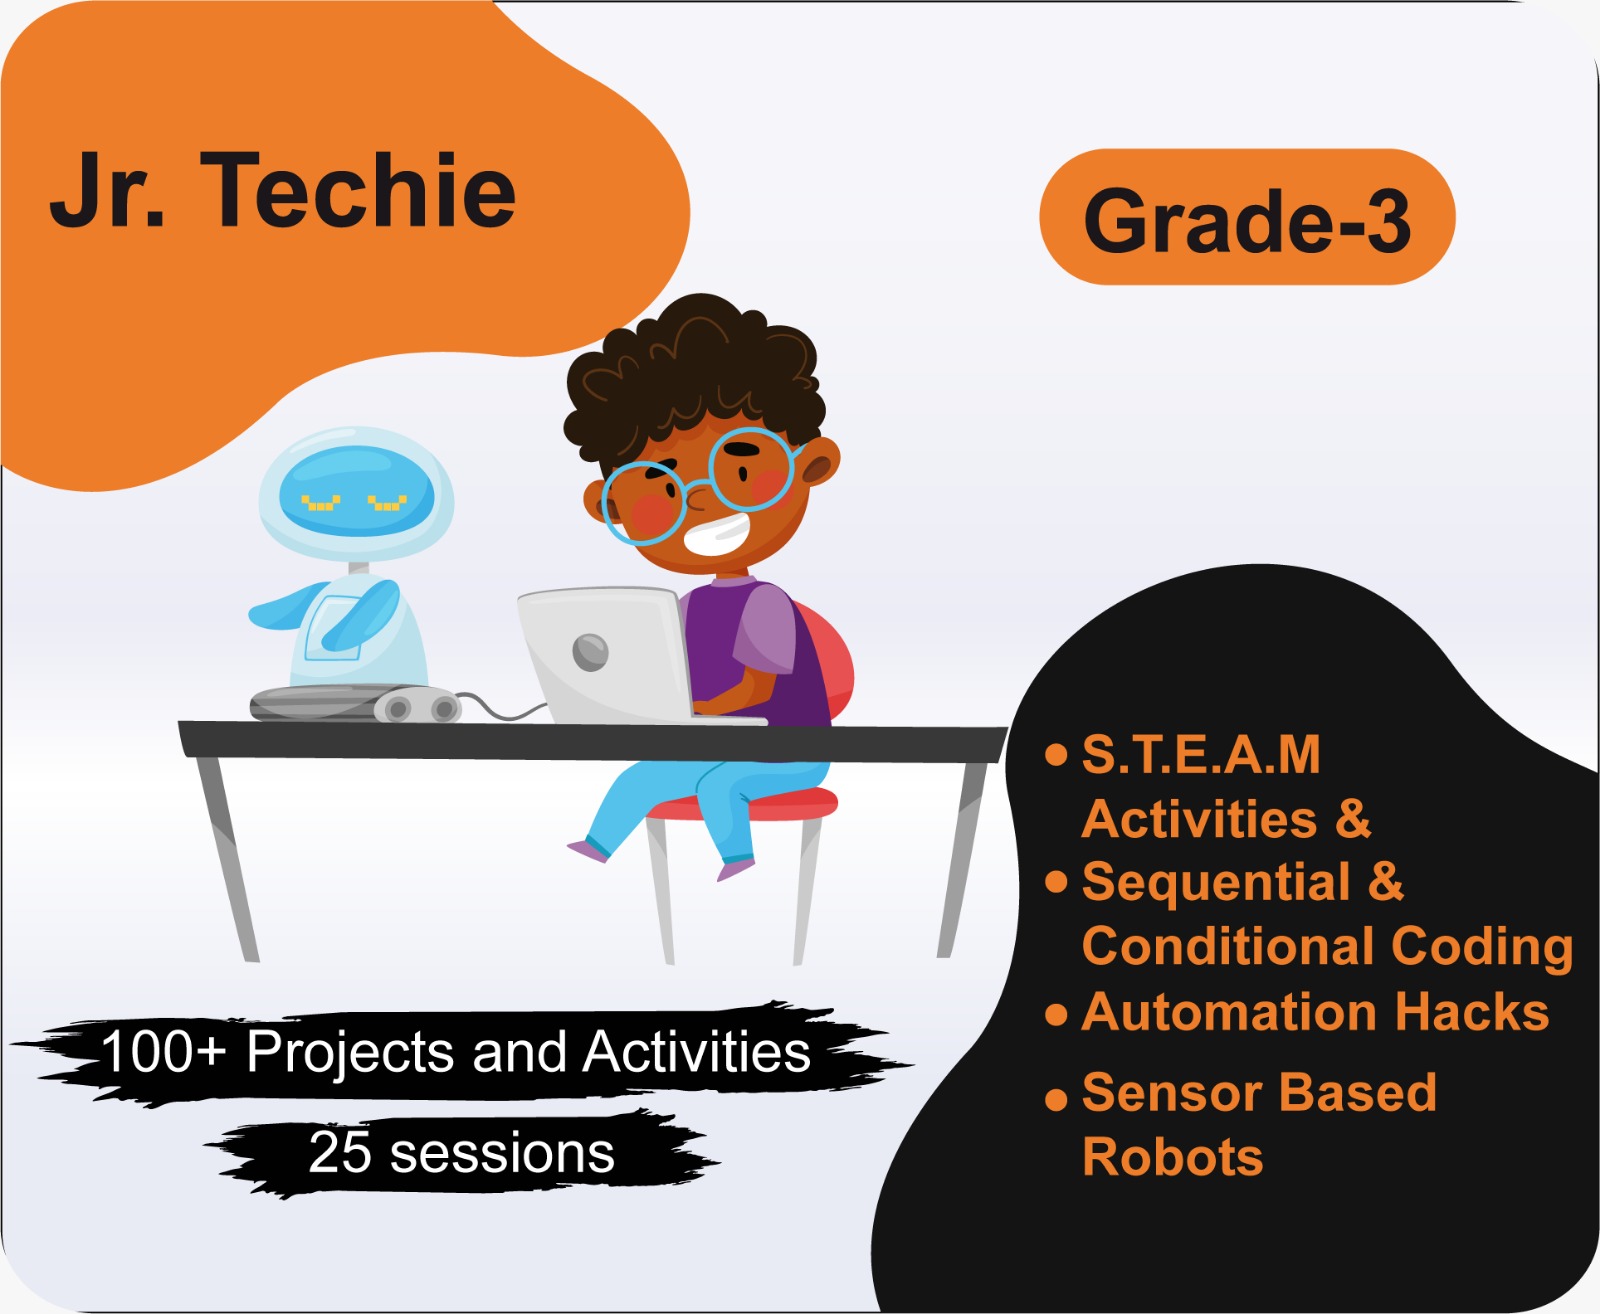 Jr. Techie
Grade-3
• S.T.E.A.M
Activities &
• Sequential &
Conditional Coding
• Automation Hacks
• Sensor Based
Robots
100+ Projects and Activities
25 sessions